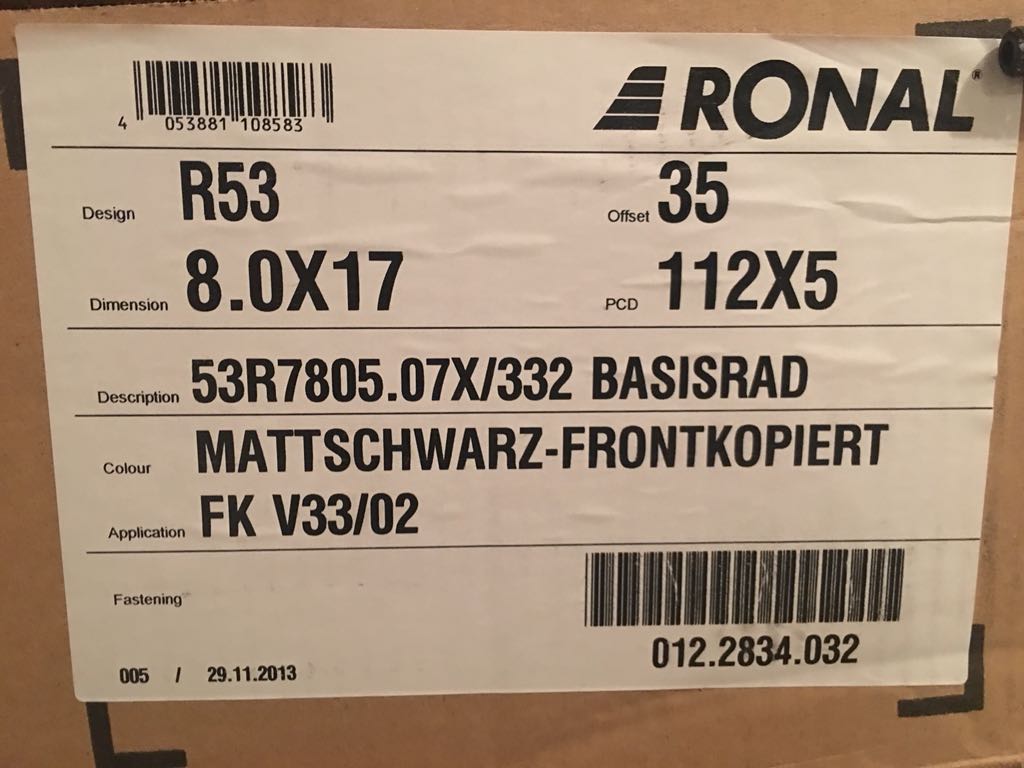 4 053881 108583
RONAL®
Design R53 Offset 35
Dimension 8.0X17 PCD 112X5
Description 53R7805.07X/332 BASISRAD
Colour MATTSCHWARZ-FRONTKOPIERT
Application FK V33/02
Fastening
012.2834.032
005 / 29.11.2013